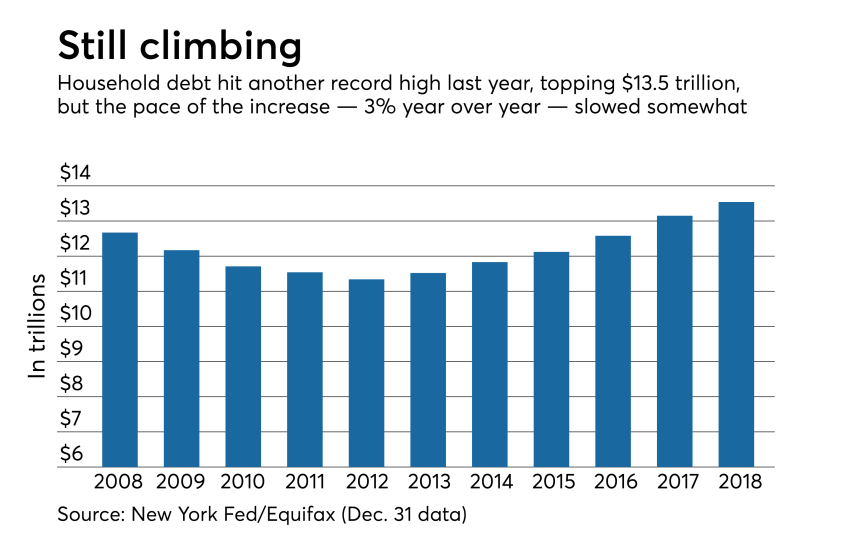 Still climbing
Household debt hit another record high last year, topping $13.5 trillion,
but the pace of the increase — 3% year over year — slowed somewhat
In trillions
$14
$13
$12
$11
$10
$9
$8
$7
$6
2008 2009 2010 2011 2012 2013 2014 2015 2016 2017 2018
Source: New York Fed/Equifax (Dec. 31 data)